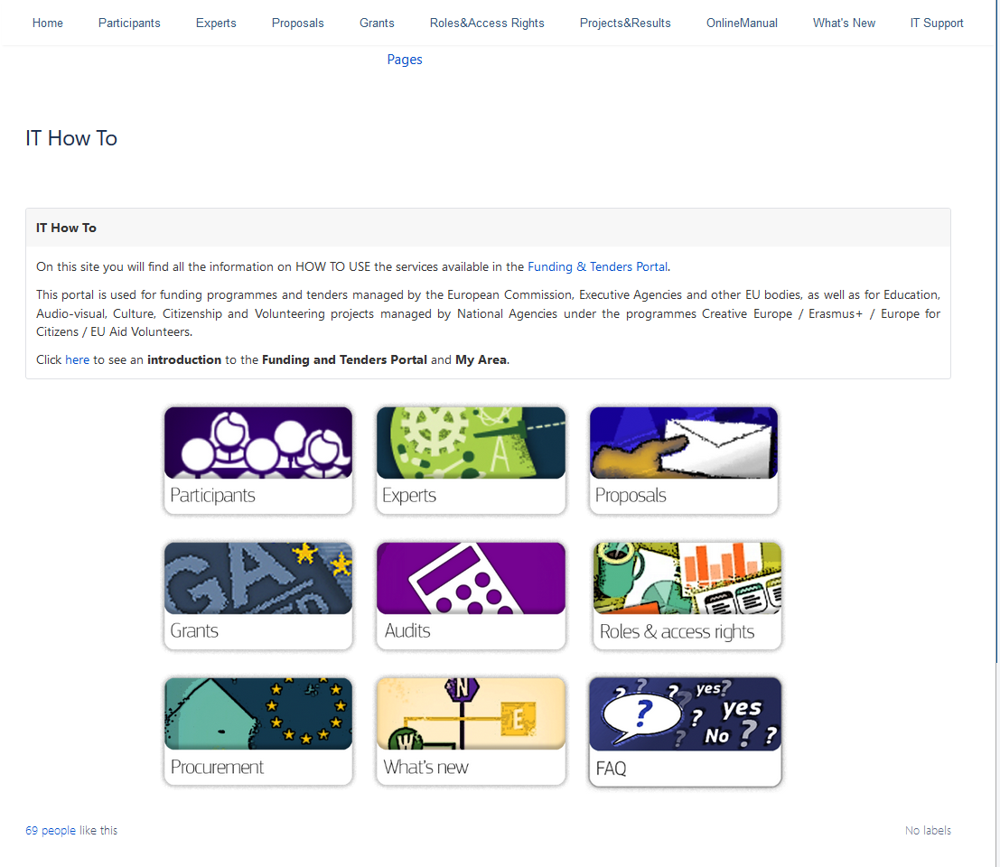 Home Participants Experts Proposals Grants Roles&Access Rights Projects&Results OnlineManual What's New IT Support
Pages
IT How To
IT How To
On this site you will find all the information on HOW TO USE the services available in the Funding & Tenders Portal.
This portal is used for funding programmes and tenders managed by the European Commission, Executive Agencies and other EU bodies, as well as for Education,
Audio-visual, Culture, Citizenship and Volunteering projects managed by National Agencies under the programmes Creative Europe / Erasmus+ / Europe for
Citizens / EU Aid Volunteers.
Click here to see an introduction to the Funding and Tenders Portal and My Area.
A
Participants Experts Proposals
GA
Grants Audits Roles & access rights
N
E
W
? ? ? yes?
? ? yes
? No ? ?
Procurement What's new FAQ
69 people like this No labels